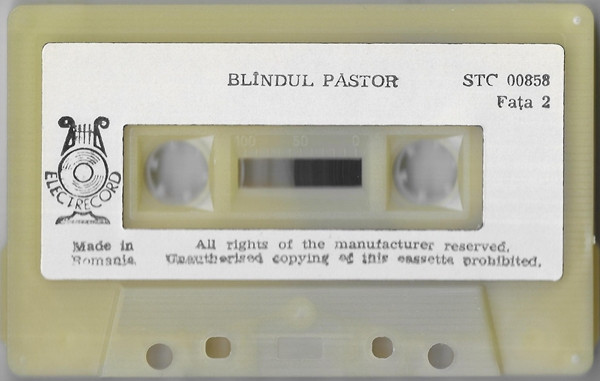 BLÎNDUL PĂSTOR
STC 00858
Fața 2
100 50 0
ELECTRECORD
Made in
Romania.
All rights of the manufacturer reserved.
Unauthorised copying of this cassette prohibited.